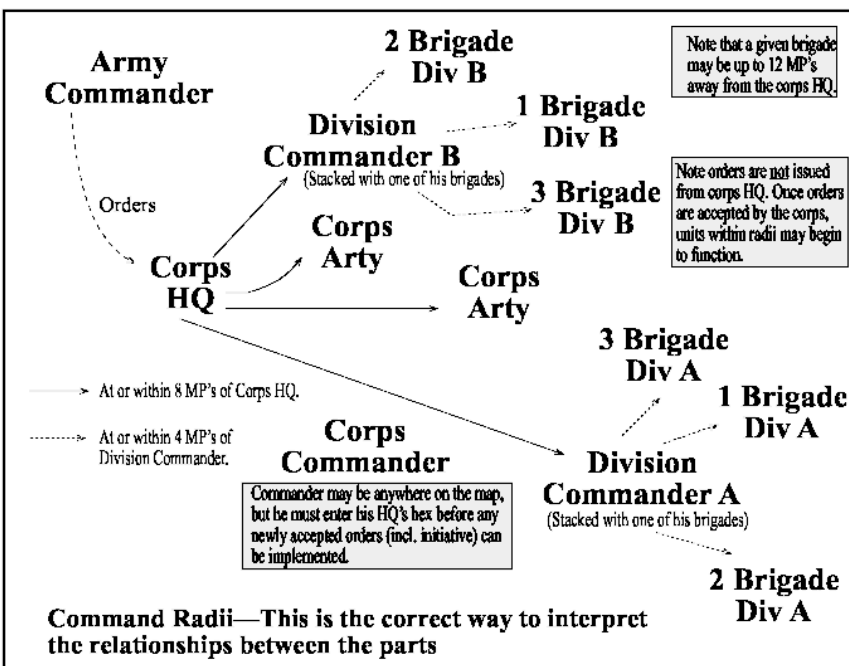 Army
Commander
Orders
Corps
HQ
2 Brigade
Div B
Division
Commander B
(Stacked with one of his brigades)
1 Brigade
Div B
3 Brigade
Div B
Corps
Arty
Corps
Arty
Note that a given brigade
may be up to 12 MP's
away from the corps HQ.
Note orders are not issued
from corps HQ. Once orders
are accepted by the corps,
units within radii may begin
to function.
3 Brigade
Div A
1 Brigade
Div A
Division
Commander A
(Stacked with one of his brigades)
2 Brigade
Div A
At or within 8 MP's of Corps HQ.
At or within 4 MP's of
Division Commander.
Corps
Commander
Commander may be anywhere on the map,
but he must enter his HQ's hex before any
newly accepted orders (incl. initiative) can
be implemented.
Command Radii—This is the correct way to interpret
the relationships between the parts